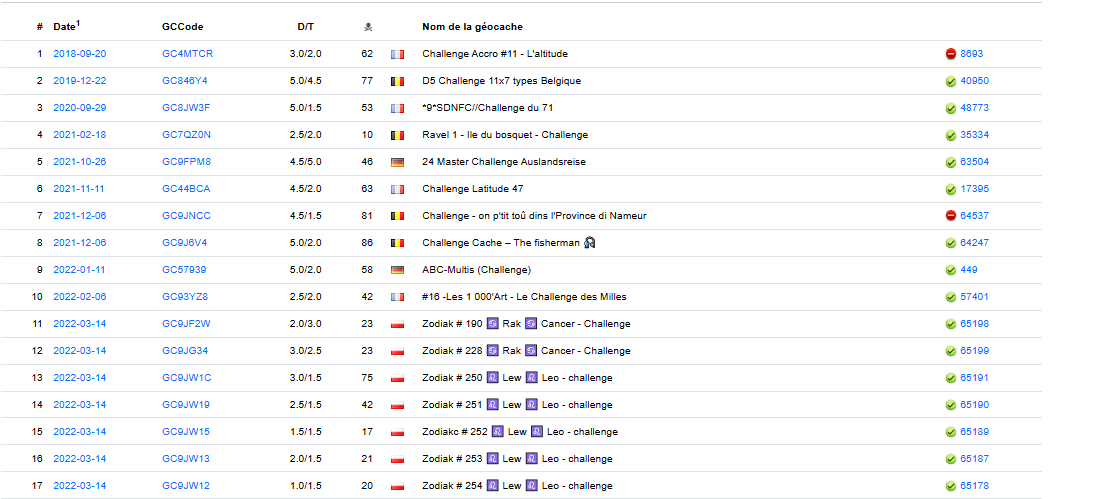 # Date1 GCCode D/T Nom de la géocache
1 2018-09-20 GC4MTCR 3.0/2.0 62 Challenge Accro #11 - L'altitude 8693
2 2019-12-22 GC846Y4 5.0/4.5 77 D5 Challenge 11x7 types Belgique 40950
3 2020-09-29 GC8JW3F 5.0/1.5 53 *9*SDNFC//Challenge du 71 48773
4 2021-02-18 GC7QZ0N 2.5/2.0 10 Ravel 1 - Ile du bosquet - Challenge 35334
5 2021-10-26 GC9FPM8 4.5/5.0 46 24 Master Challenge Auslandsreise 63504
6 2021-11-11 GC44BCA 4.5/2.0 63 Challenge Latitude 47 17395
7 2021-12-06 GC9JNCC 4.5/1.5 81 Challenge - on p'tit toû dins l'Province di Nameur 64537
8 2021-12-06 GC9J6V4 5.0/2.0 86 Challenge Cache – The fisherman 64247
9 2022-01-11 GC57939 5.0/2.0 58 ABC-Multis (Challenge) 449
10 2022-02-06 GC93YZ8 2.5/2.0 42 #16 -Les 1 000'Art - Le Challenge des Milles 57401
11 2022-03-14 GC9JF2W 2.0/3.0 23 Zodiak # 190 ♋ Rak ♋ Cancer - Challenge 65198
12 2022-03-14 GC9JG34 3.0/2.5 23 Zodiak # 228 ♋ Rak ♋ Cancer - Challenge 65199
13 2022-03-14 GC9JW1C 3.0/1.5 75 Zodiak # 250 ♌ Lew ♌ Leo - challenge 65191
14 2022-03-14 GC9JW19 2.5/1.5 42 Zodiak # 251 ♌ Lew ♌ Leo - challenge 65190
15 2022-03-14 GC9JW15 1.5/1.5 17 Zodiakc # 252 ♌ Lew ♌ Leo - challenge 65189
16 2022-03-14 GC9JW13 2.0/1.5 21 Zodiak # 253 ♌ Lew ♌ Leo - challenge 65187
17 2022-03-14 GC9JW12 1.0/1.5 20 Zodiak # 254 ♌ Lew ♌ Leo - challenge 65178